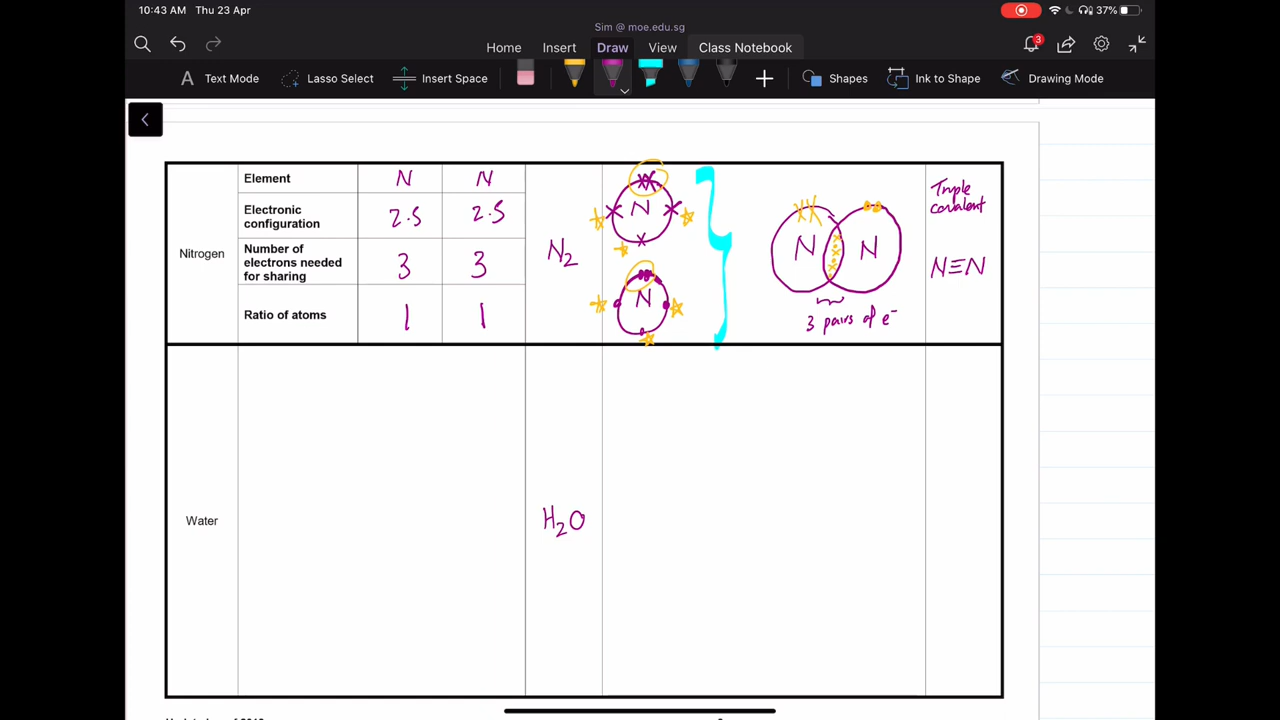 10:43 AM Thu 23 Apr
37%
Sim @ moe.edu.sg
Home Insert Draw View Class Notebook
3
A Text Mode Lasso Select Insert Space Shapes Ink to Shape Drawing Mode
Nitrogen
Element N N
Electronic
configuration 2.5 2.5
Number of
electrons needed
for sharing 3 3
Ratio of atoms 1 1
N₂
N
N
N N
3 pairs of e⁻
Triple
covalent
N≡N
Water
H₂O